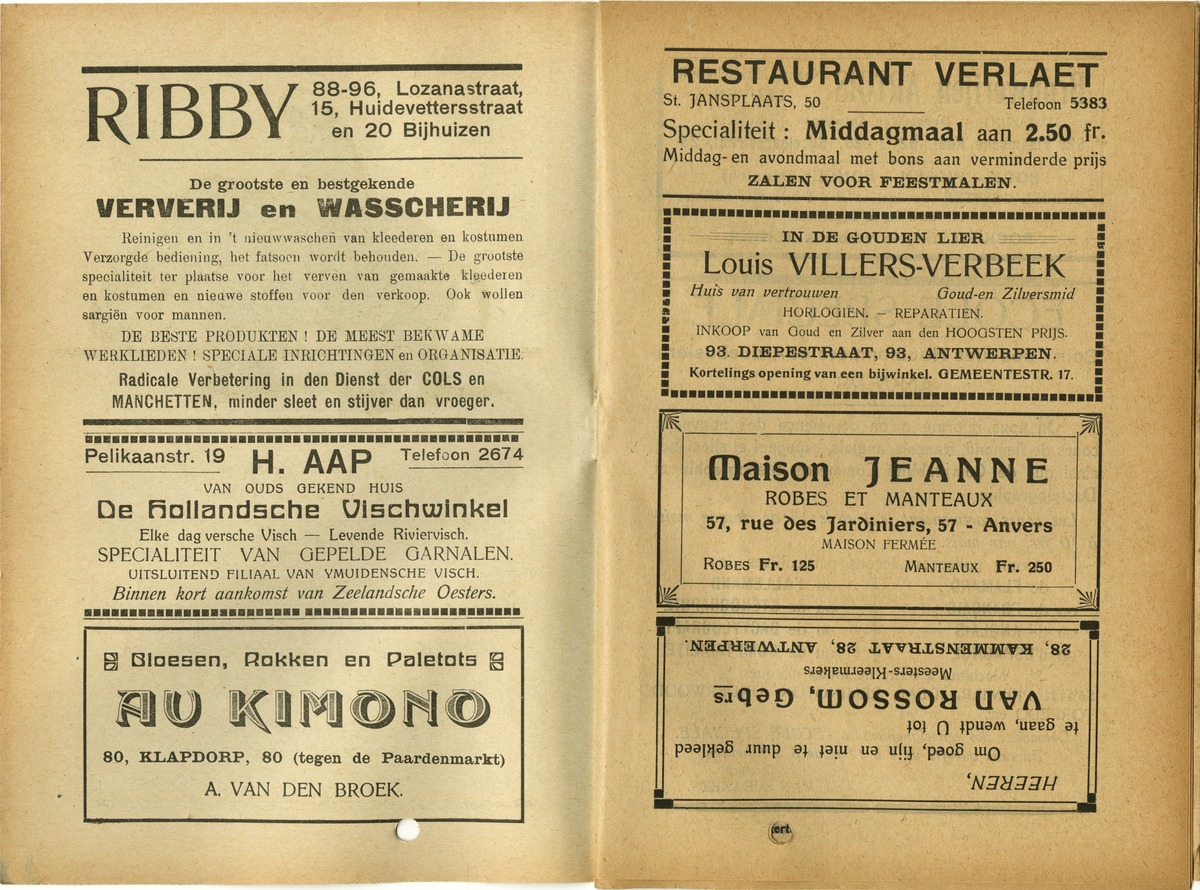 RIBBY
88-96, Lozanastraat,
15, Huidevettersstraat
en 20 Bijhuizen
De grootste en bestgekende
VERVERIJ en WASSCHERIJ
Reinigen en in 't nieuwwaschen van kleederen en kostumen
Verzorgde bediening, het fatsoen wordt behouden. — De grootste
specialiteit ter plaatse voor het verven van gemaakte kleederen
en kostumen en nieuwe stoffen voor den verkoop. Ook wollen
sargiën voor mannen.
DE BESTE PRODUKTEN ! DE MEEST BEKWAME
WERKLIEDEN ! SPECIALE INRICHTINGEN en ORGANISATIE.
Radicale Verbetering in den Dienst der COLS en
MANCHETTEN, minder sleet en stijver dan vroeger.
Pelikaanstr. 19 H. AAP Telefoon 2674
VAN OUDS GEKEND HUIS
De Hollandsche Vischwinkel
Elke dag versche Visch — Levende Riviervisch.
SPECIALITEIT VAN GEPELDE GARNALEN.
UITSLUITEND FILIAAL VAN YMUIDENSCHE VISCH.
Binnen kort aankomst van Zeelandsche Oesters.
Bloesen, Rokken en Paletots
AU KIMONO
80, KLAPDORP, 80 (tegen de Paardenmarkt)
A. VAN DEN BROEK.
RESTAURANT VERLAET
St. JANSPLAATS, 50 Telefoon 5383
Specialiteit : Middagmaal aan 2.50 fr.
Middag- en avondmaal met bons aan verminderde prijs
ZALEN VOOR FEESTMALEN.
IN DE GOUDEN LIER
Louis VILLERS-VERBEEK
Huis van vertrouwen Goud-en Zilversmid
HORLOGIEN. — REPARATIEN.
INKOOP van Goud en Zilver aan den HOOGSTEN PRIJS.
93. DIEPESTRAAT, 93, ANTWERPEN.
Kortelings opening van een bijwinkel. GEMEENTESTR. 17.
Maison JEANNE
ROBES ET MANTEAUX
57, rue des Jardiniers, 57 - Anvers
MAISON FERMÉE
ROBES Fr. 125 MANTEAUX Fr. 250
HEEREN,
Om goed, fijn en niet te duur gekleed
te gaan, wendt U tot
VAN ROSSOM, Gebrs
Meesters-Kleermakers
28, KAMMENSTRAAT 28, ANTWERPEN.